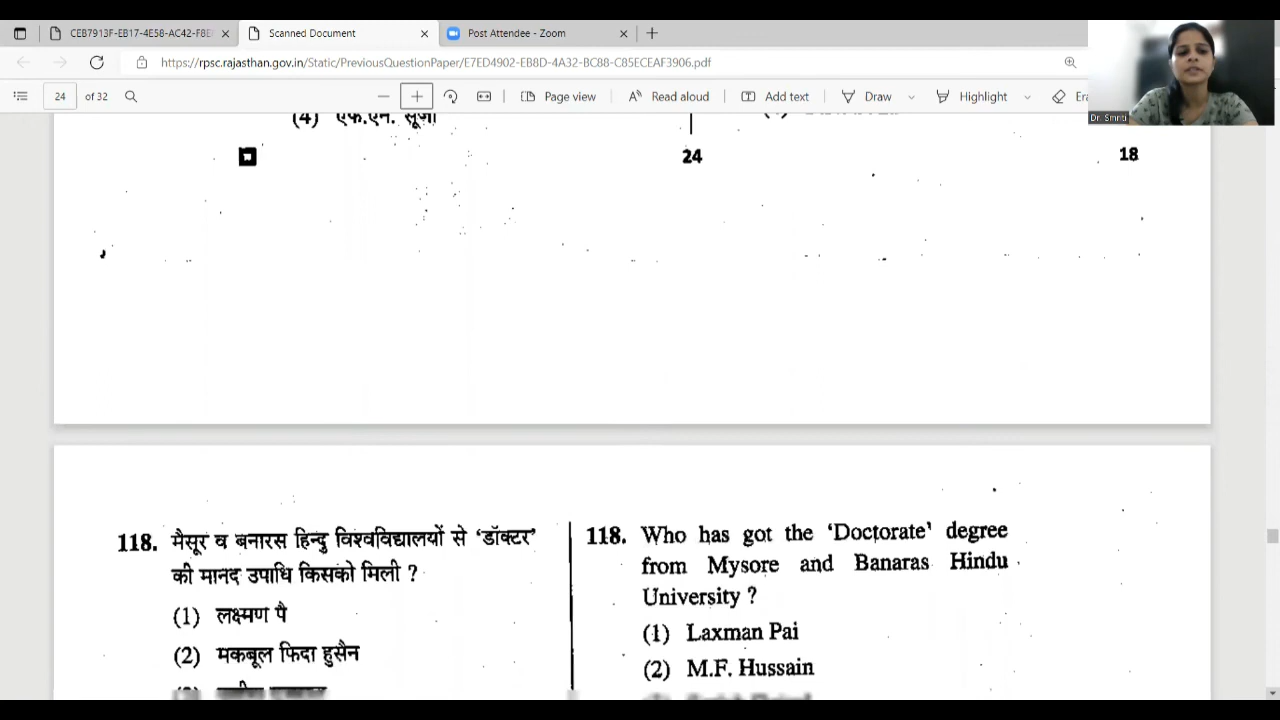 CEB7913F-EB17-4E58-AC42-F8E
Scanned Document
Post Attendee - Zoom
https://rpsc.rajasthan.gov.in/Static/PreviousQuestionPaper/E7ED4902-EB8D-4A32-BC88-C85ECEAF3906.pdf
24 of 32
Page view
Read aloud
Add text
Draw
Highlight
Era
Dr. Smriti
(4) एफ.एन. सूज़ा
24
18
118. मैसूर व बनारस हिन्दु विश्वविद्यालयों से ‘डॉक्टर’
की मानद उपाधि किसको मिली ?
(1) लक्ष्मण पै
(2) मकबूल फिदा हुसैन
118. Who has got the ‘Doctorate’ degree
from Mysore and Banaras Hindu
University ?
(1) Laxman Pai
(2) M.F. Hussain